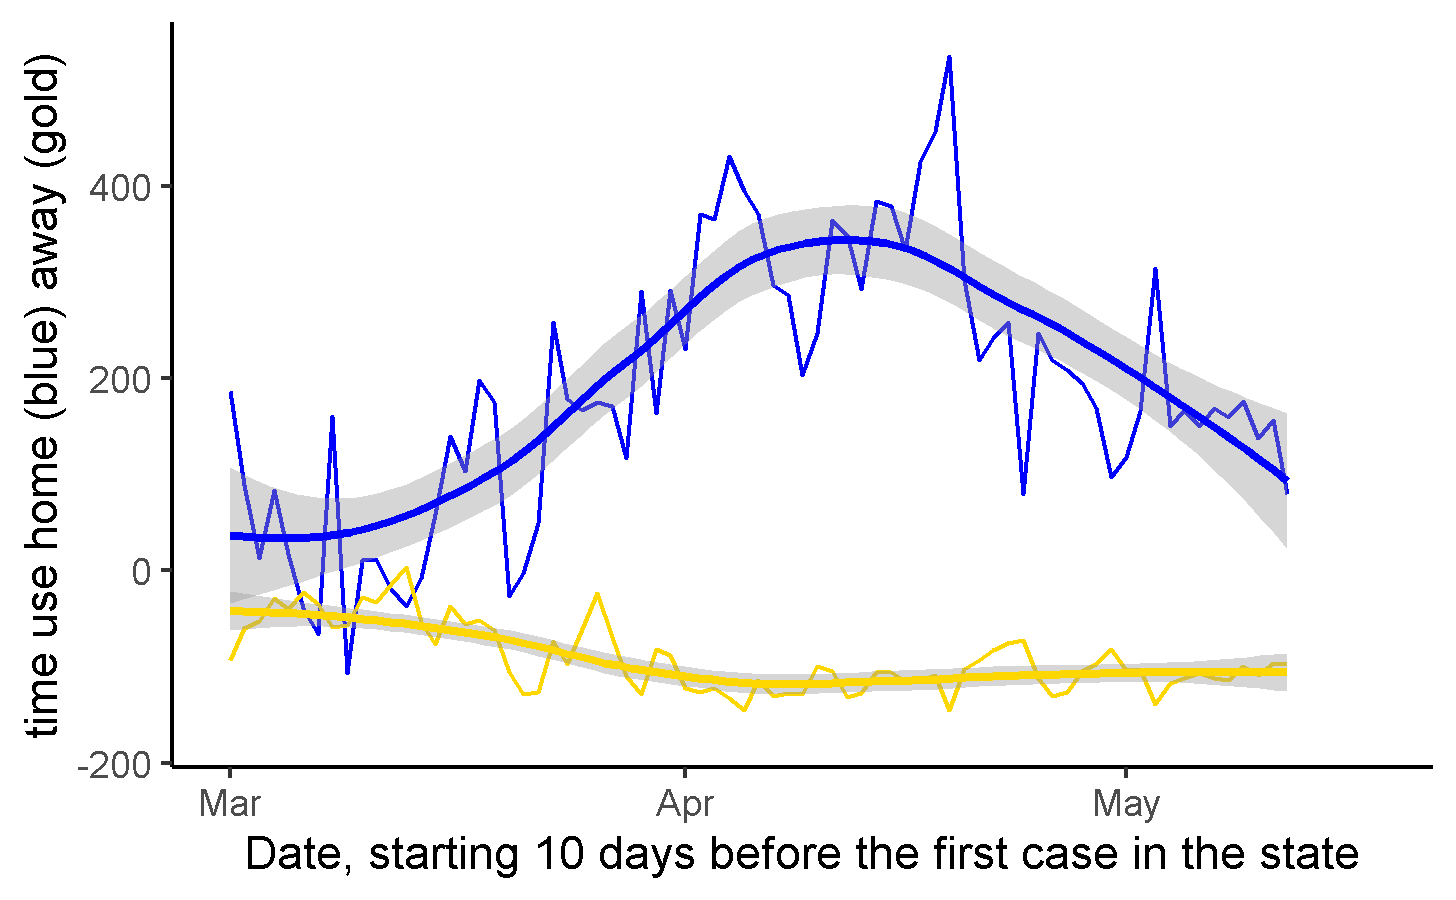 time use home (blue) away (gold)
400
200
0
-200
Mar
Apr
May
Date, starting 10 days before the first case in the state